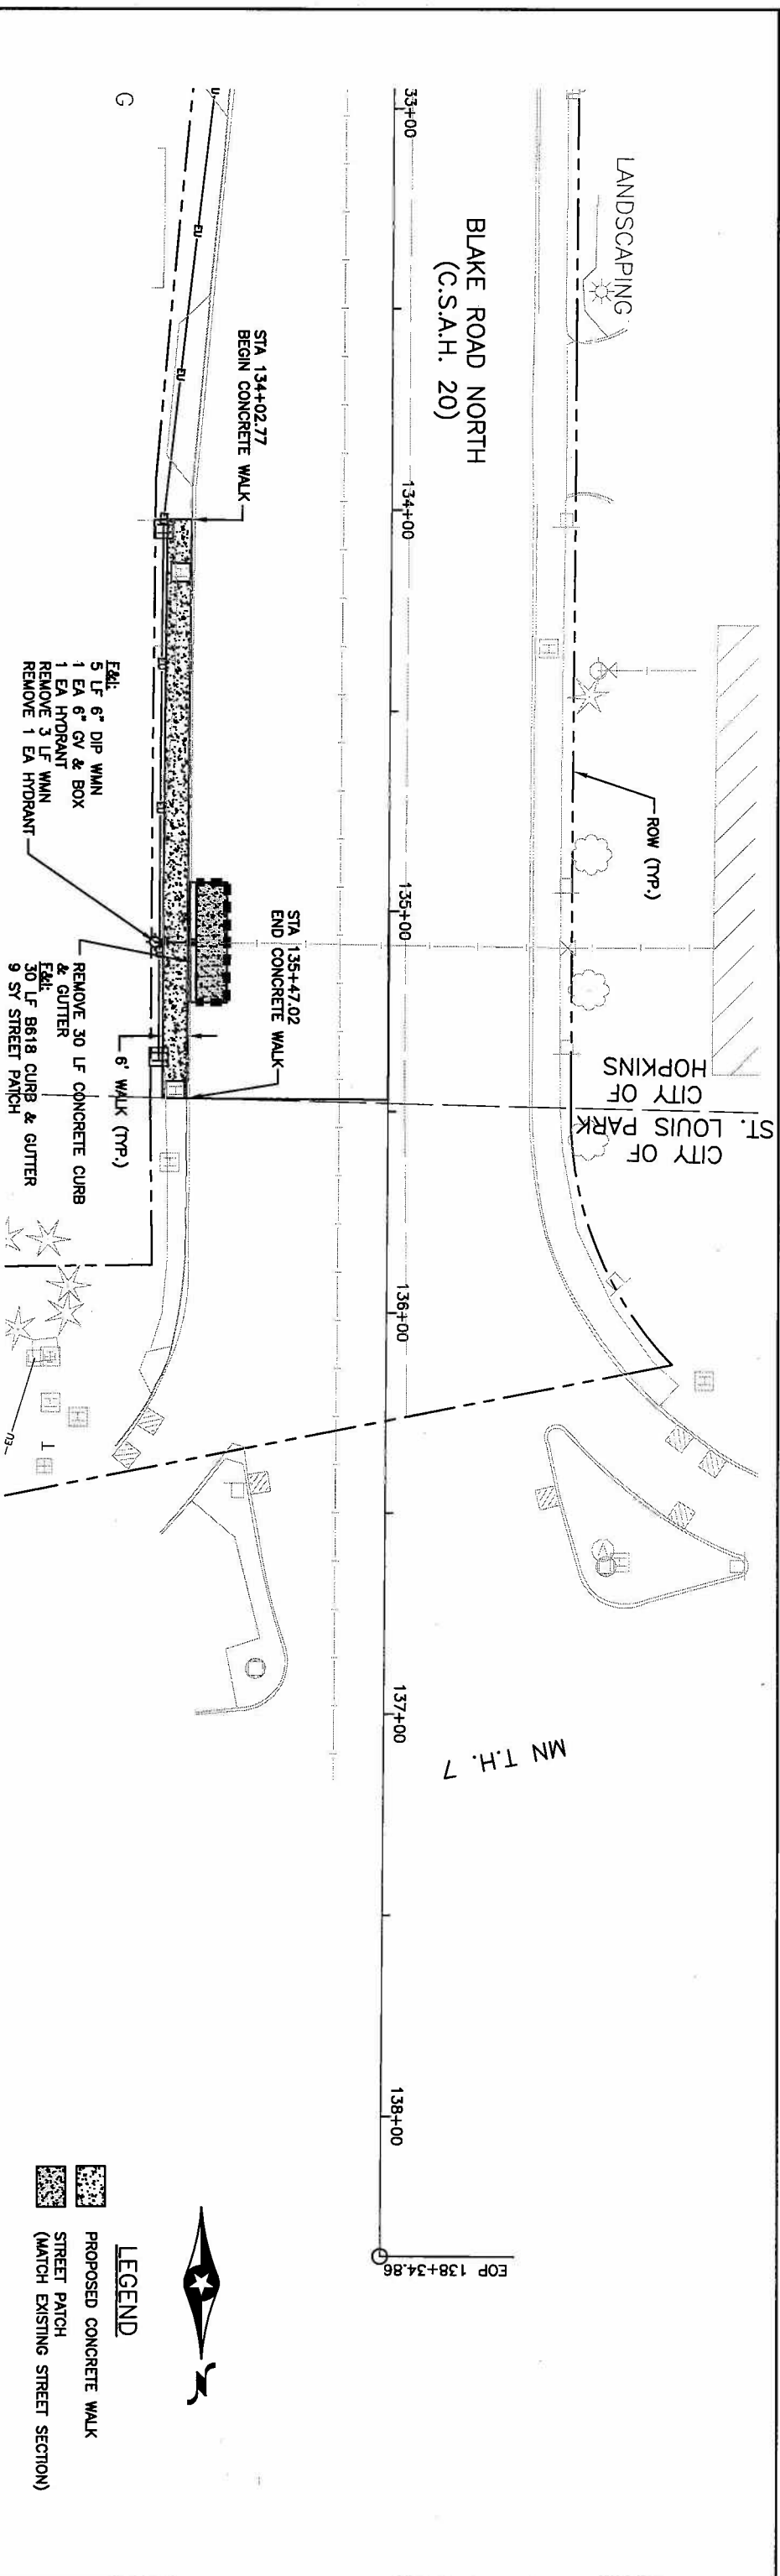 LANDSCAPING
33+00
BLAKE ROAD NORTH
(C.S.A.H. 20)
G
EU
EU
STA 134+02.77
BEGIN CONCRETE WALK
134+00
ROW (TYP.)
F&I:
5 LF 6" DIP WMN
1 EA 6" GV & BOX
1 EA HYDRANT
REMOVE 3 LF WMN
REMOVE 1 EA HYDRANT
135+00
STA 135+47.02
END CONCRETE WALK
REMOVE 30 LF CONCRETE CURB
& GUTTER
F&I:
30 LF B618 CURB & GUTTER
9 SY STREET PATCH
6' WALK (TYP.)
CITY OF
HOPKINS
CITY OF
ST. LOUIS PARK
136+00
137+00
MN T.H. 7
138+00
EOP 138+34.86
LEGEND
PROPOSED CONCRETE WALK
STREET PATCH
(MATCH EXISTING STREET SECTION)